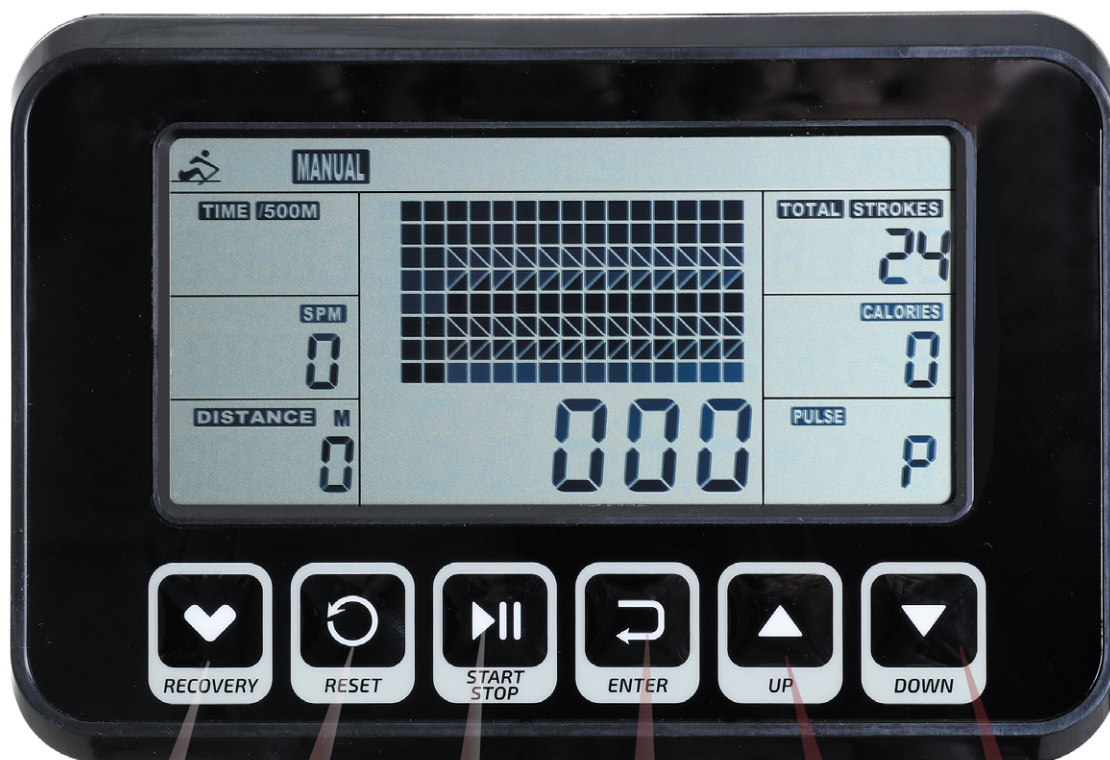 MANUAL
TIME /500M
TOTAL STROKES
24
SPM
0
CALORIES
0
DISTANCE M
0
000
PULSE
P
RECOVERY
RESET
START
STOP
ENTER
UP
DOWN